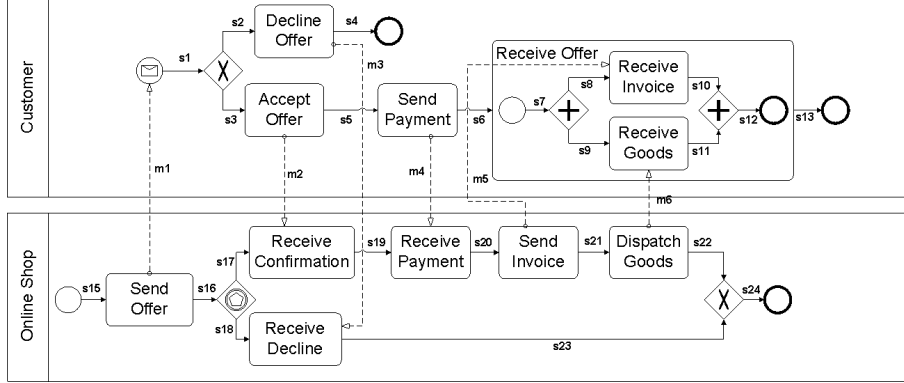 Customer
s1
s2
Decline
Offer
s4
m3
s3
Accept
Offer
s5
Send
Payment
s6
Receive Offer
s7
s8
Receive
Invoice
s10
s9
Receive
Goods
s11
s12
s13
m1
m2
m4
m5
m6
Online Shop
s15
Send
Offer
s16
s17
Receive
Confirmation
s19
Receive
Payment
s20
Send
Invoice
s21
Dispatch
Goods
s22
s18
Receive
Decline
s23
s24